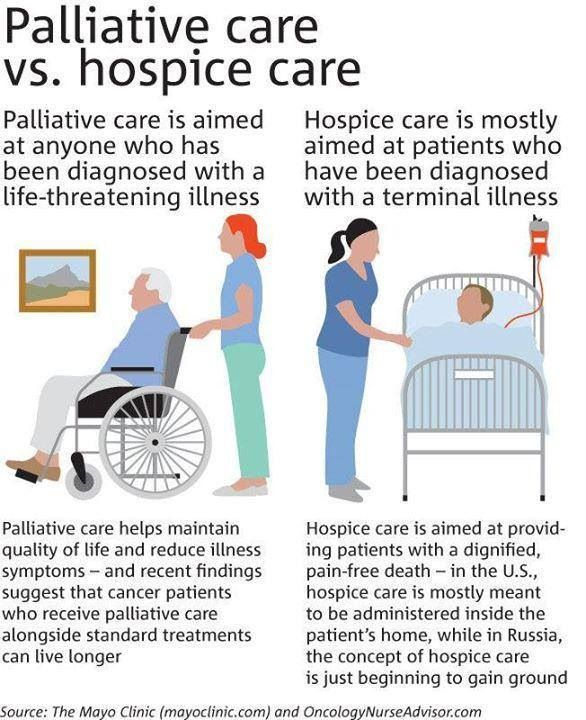 Palliative care
vs. hospice care
Palliative care is aimed
at anyone who has
been diagnosed with a
life-threatening illness
Hospice care is mostly
aimed at patients who
have been diagnosed
with a terminal illness
Palliative care helps maintain
quality of life and reduce illness
symptoms – and recent findings
suggest that cancer patients
who receive palliative care
alongside standard treatments
can live longer
Hospice care is aimed at provid-
ing patients with a dignified,
pain-free death – in the U.S.,
hospice care is mostly meant
to be administered inside the
patient's home, while in Russia,
the concept of hospice care
is just beginning to gain ground
Source: The Mayo Clinic (mayoclinic.com) and OncologyNurseAdvisor.com